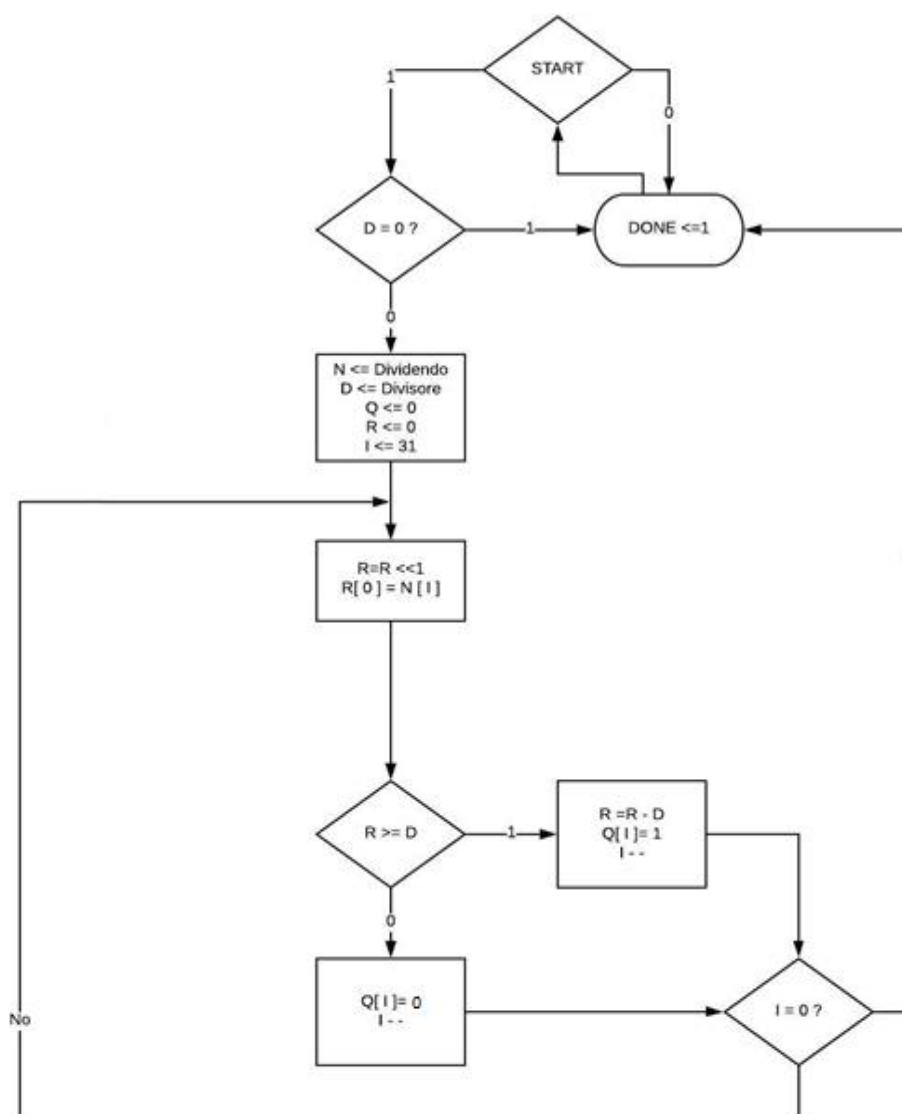 START
1
0
D = 0 ?
1
DONE <=1
0
N <= Dividendo
D <= Divisore
Q <= 0
R <= 0
I <= 31
R=R <<1
R[ 0 ] = N [ I ]
R >= D
1
R =R - D
Q[ I ]= 1
I - -
0
Q[ I ]= 0
I - -
I = 0 ?
No